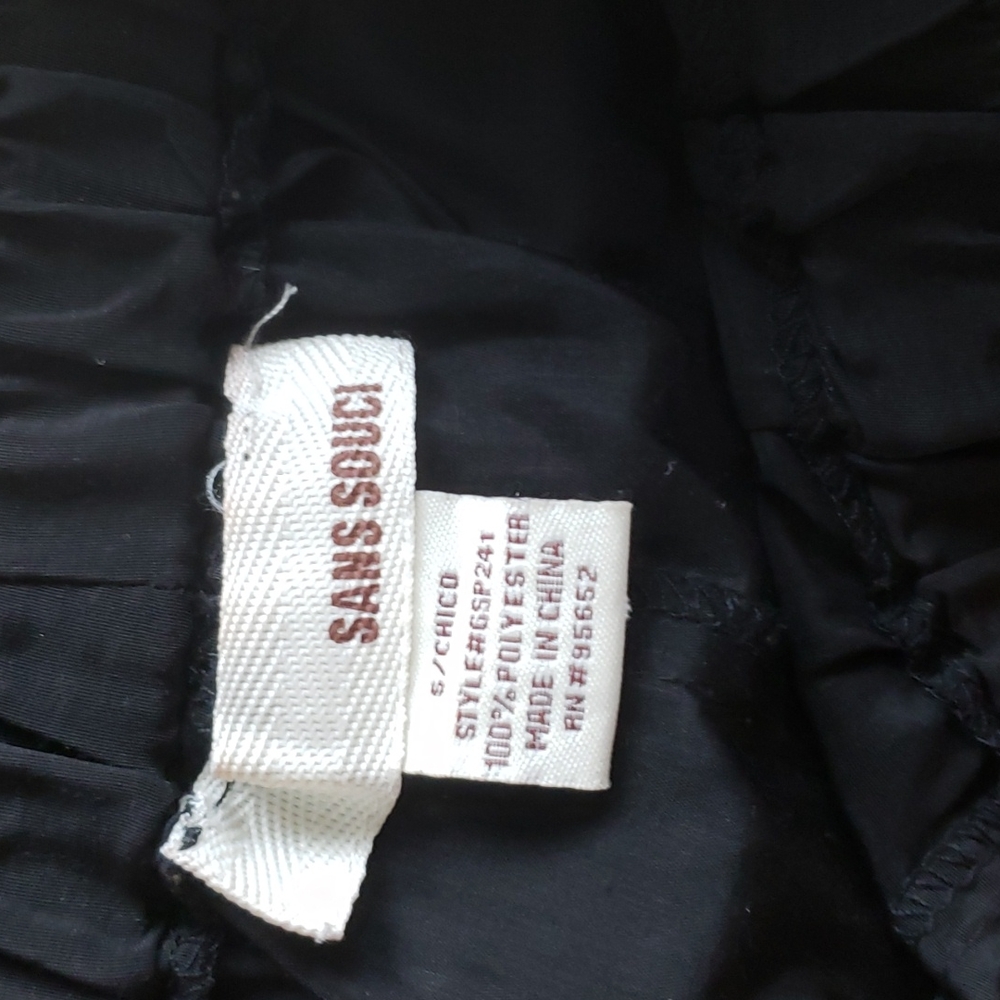 SANS SOUCI
S/CHICO
STYLE#GSP241
100% POLYESTER
MADE IN CHINA
RN #95652